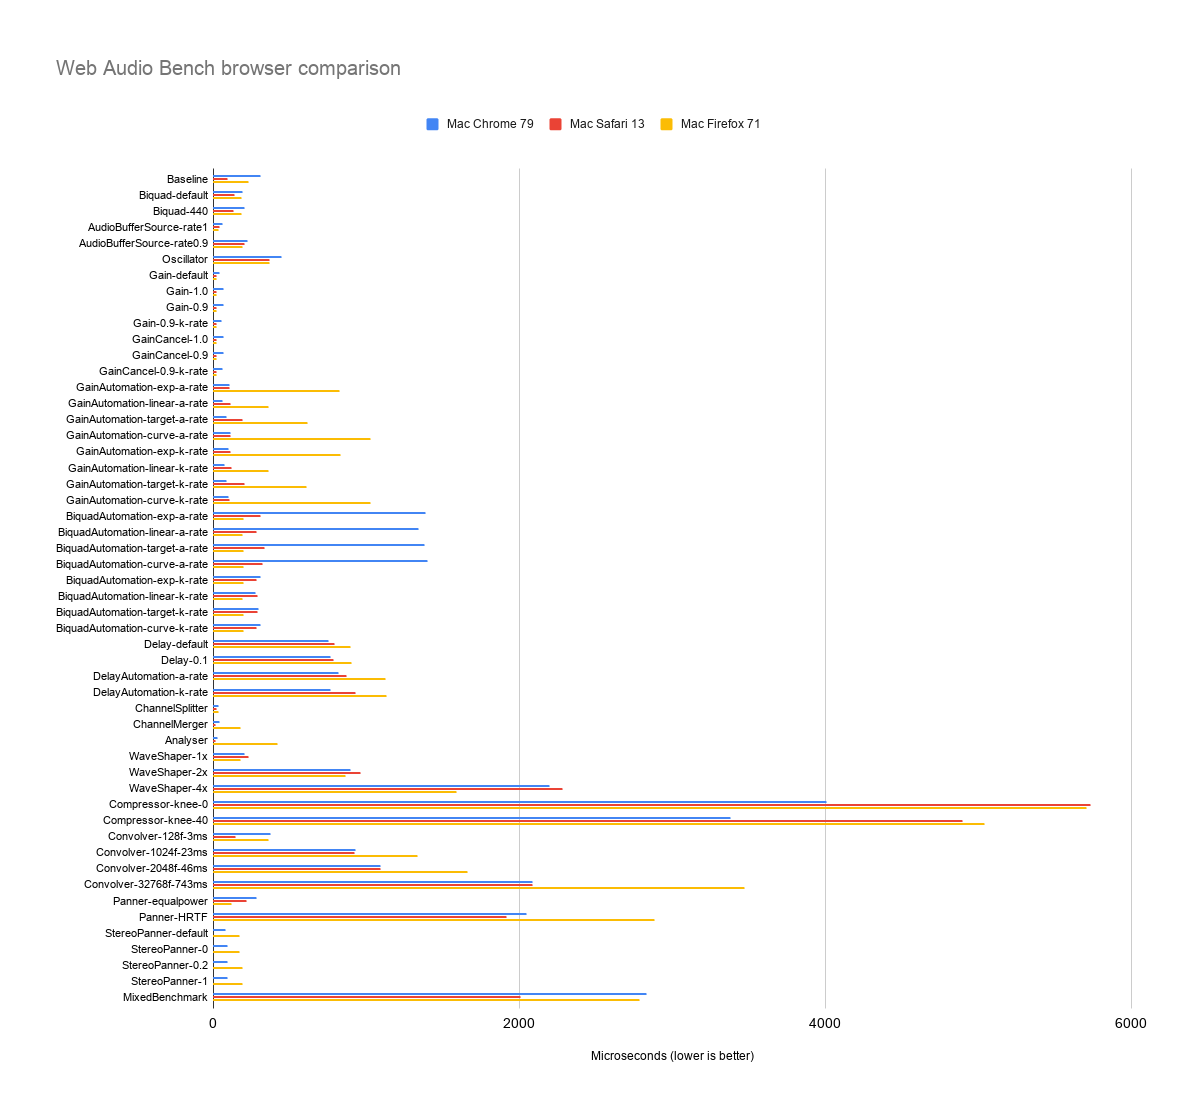 Web Audio Bench browser comparison
Mac Chrome 79 Mac Safari 13 Mac Firefox 71
Baseline
Biquad-default
Biquad-440
AudioBufferSource-rate1
AudioBufferSource-rate0.9
Oscillator
Gain-default
Gain-1.0
Gain-0.9
Gain-0.9-k-rate
GainCancel-1.0
GainCancel-0.9
GainCancel-0.9-k-rate
GainAutomation-exp-a-rate
GainAutomation-linear-a-rate
GainAutomation-target-a-rate
GainAutomation-curve-a-rate
GainAutomation-exp-k-rate
GainAutomation-linear-k-rate
GainAutomation-target-k-rate
GainAutomation-curve-k-rate
BiquadAutomation-exp-a-rate
BiquadAutomation-linear-a-rate
BiquadAutomation-target-a-rate
BiquadAutomation-curve-a-rate
BiquadAutomation-exp-k-rate
BiquadAutomation-linear-k-rate
BiquadAutomation-target-k-rate
BiquadAutomation-curve-k-rate
Delay-default
Delay-0.1
DelayAutomation-a-rate
DelayAutomation-k-rate
ChannelSplitter
ChannelMerger
Analyser
WaveShaper-1x
WaveShaper-2x
WaveShaper-4x
Compressor-knee-0
Compressor-knee-40
Convolver-128f-3ms
Convolver-1024f-23ms
Convolver-2048f-46ms
Convolver-32768f-743ms
Panner-equalpower
Panner-HRTF
StereoPanner-default
StereoPanner-0
StereoPanner-0.2
StereoPanner-1
MixedBenchmark
0 2000 4000 6000
Microseconds (lower is better)